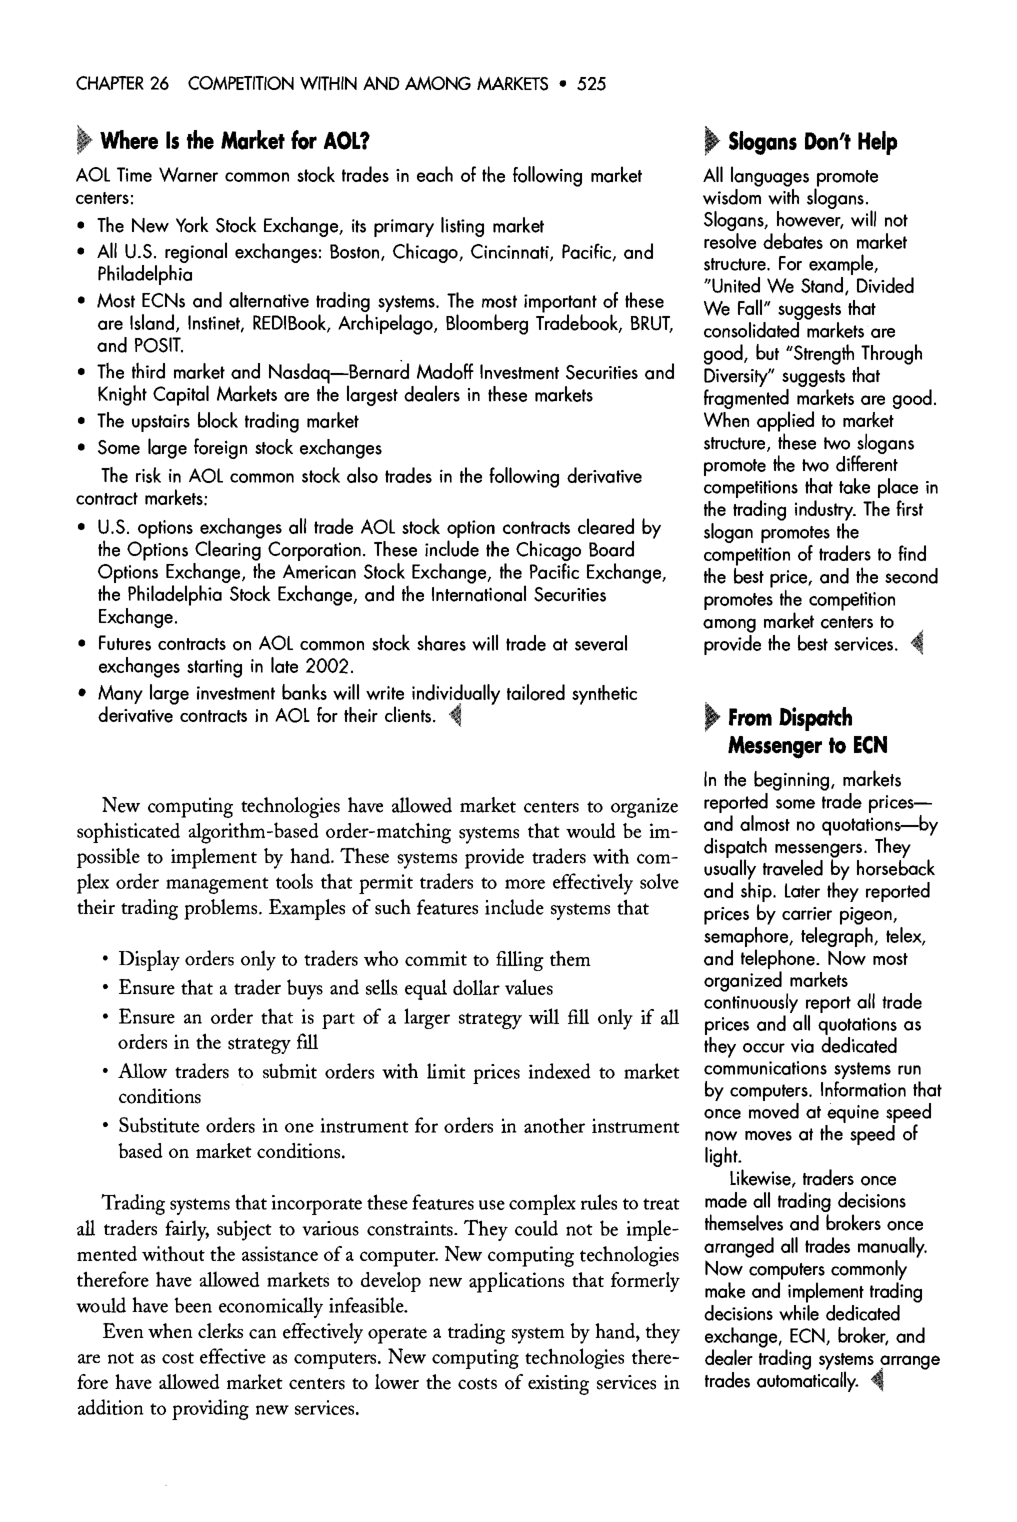 CHAPTER 26 COMPETITION WITHIN AND AMONG MARKETS • 525
Where Is the Market for AOL?
AOL Time Warner common stock trades in each of the following market
centers:
• The New York Stock Exchange, its primary listing market
• All U.S. regional exchanges: Boston, Chicago, Cincinnati, Pacific, and
Philadelphia
• Most ECNs and alternative trading systems. The most important of these
are Island, Instinet, REDIBook, Archipelago, Bloomberg Tradebook, BRUT,
and POSIT.
• The third market and Nasdaq—Bernard Madoff Investment Securities and
Knight Capital Markets are the largest dealers in these markets
• The upstairs block trading market
• Some large foreign stock exchanges
The risk in AOL common stock also trades in the following derivative
contract markets:
• U.S. options exchanges all trade AOL stock option contracts cleared by
the Options Clearing Corporation. These include the Chicago Board
Options Exchange, the American Stock Exchange, the Pacific Exchange,
the Philadelphia Stock Exchange, and the International Securities
Exchange.
• Futures contracts on AOL common stock shares will trade at several
exchanges starting in late 2002.
• Many large investment banks will write individually tailored synthetic
derivative contracts in AOL for their clients.
New computing technologies have allowed market centers to organize
sophisticated algorithm-based order-matching systems that would be im-
possible to implement by hand. These systems provide traders with com-
plex order management tools that permit traders to more effectively solve
their trading problems. Examples of such features include systems that
• Display orders only to traders who commit to filling them
• Ensure that a trader buys and sells equal dollar values
• Ensure an order that is part of a larger strategy will fill only if all
orders in the strategy fill
• Allow traders to submit orders with limit prices indexed to market
conditions
• Substitute orders in one instrument for orders in another instrument
based on market conditions.
Trading systems that incorporate these features use complex rules to treat
all traders fairly, subject to various constraints. They could not be imple-
mented without the assistance of a computer. New computing technologies
therefore have allowed markets to develop new applications that formerly
would have been economically infeasible.
Even when clerks can effectively operate a trading system by hand, they
are not as cost effective as computers. New computing technologies there-
fore have allowed market centers to lower the costs of existing services in
addition to providing new services.
Slogans Don't Help
All languages promote
wisdom with slogans.
Slogans, however, will not
resolve debates on market
structure. For example,
"United We Stand, Divided
We Fall" suggests that
consolidated markets are
good, but "Strength Through
Diversity" suggests that
fragmented markets are good.
When applied to market
structure, these two slogans
promote the two different
competitions that take place in
the trading industry. The first
slogan promotes the
competition of traders to find
the best price, and the second
promotes the competition
among market centers to
provide the best services.
From Dispatch
Messenger to ECN
In the beginning, markets
reported some trade prices—
and almost no quotations—by
dispatch messengers. They
usually traveled by horseback
and ship. Later they reported
prices by carrier pigeon,
semaphore, telegraph, telex,
and telephone. Now most
organized markets
continuously report all trade
prices and all quotations as
they occur via dedicated
communications systems run
by computers. Information that
once moved at equine speed
now moves at the speed of
light.
Likewise, traders once
made all trading decisions
themselves and brokers once
arranged all trades manually.
Now computers commonly
make and implement trading
decisions while dedicated
exchange, ECN, broker, and
dealer trading systems arrange
trades automatically.